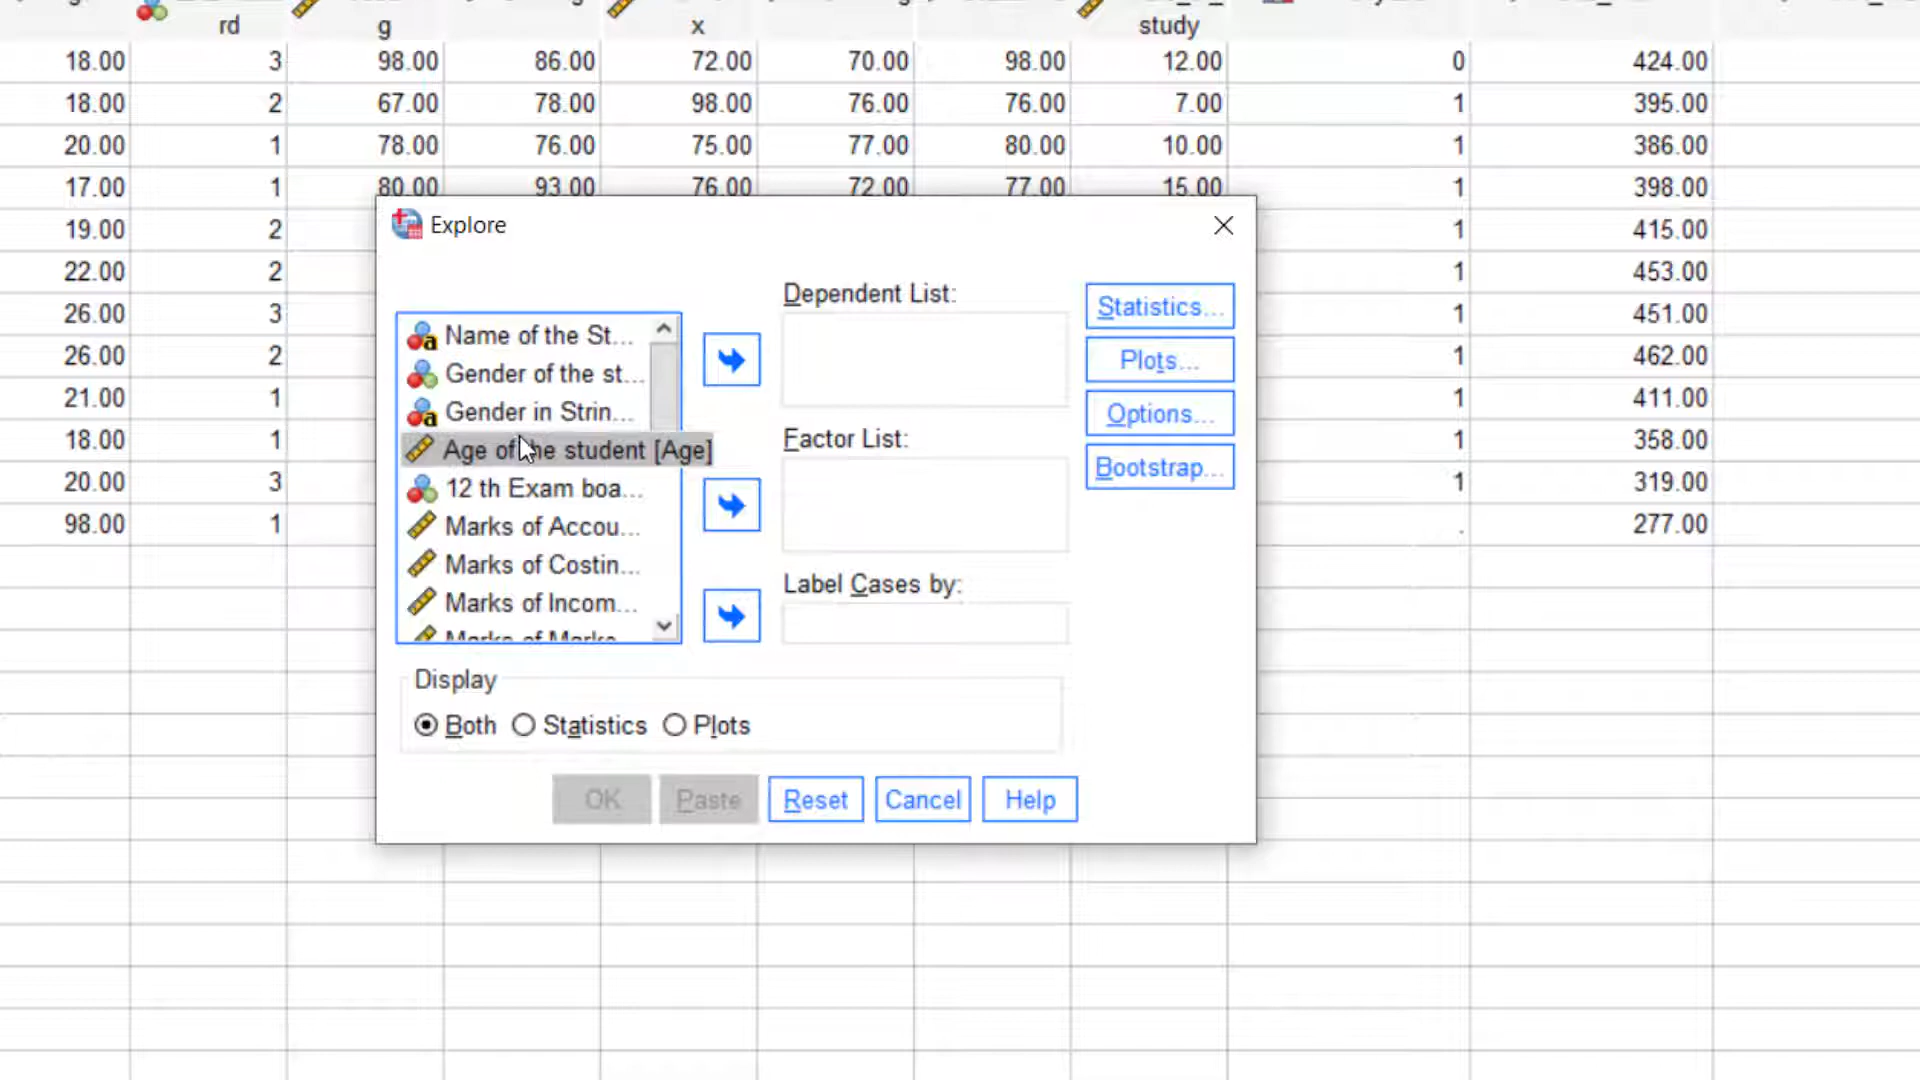 rd g x study
18.00 3 98.00 86.00 72.00 70.00 98.00 12.00 0 424.00
18.00 2 67.00 78.00 98.00 76.00 76.00 7.00 1 395.00
20.00 1 78.00 76.00 75.00 77.00 80.00 10.00 1 386.00
17.00 1 80.00 93.00 76.00 72.00 77.00 15.00 1 398.00
19.00 2 1 415.00
22.00 2 1 453.00
26.00 3 1 451.00
26.00 2 1 462.00
21.00 1 1 411.00
18.00 1 1 358.00
20.00 3 1 319.00
98.00 1 . 277.00
Explore
Name of the St...
Gender of the st...
Gender in Strin...
Age of the student [Age]
12 th Exam boa...
Marks of Accou...
Marks of Costin...
Marks of Incom...
Marks of Marke...
Dependent List:
Factor List:
Label Cases by:
Statistics...
Plots...
Options...
Bootstrap...
Display
Both Statistics Plots
OK Paste Reset Cancel Help